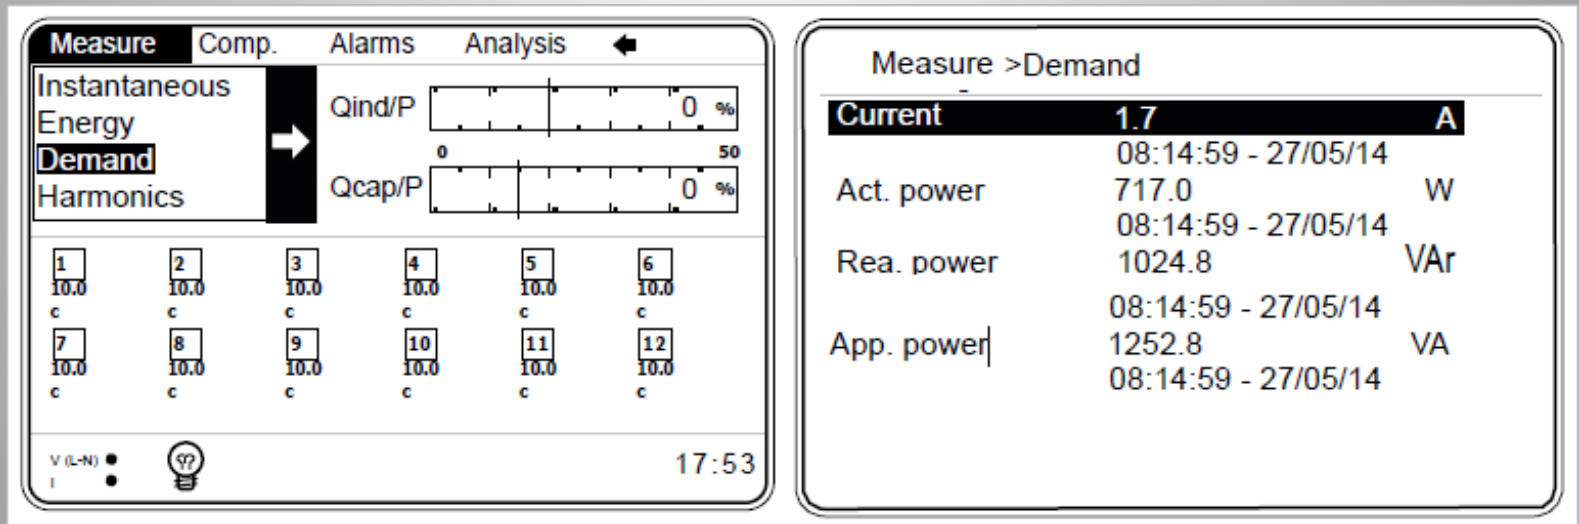 Measure Comp. Alarms Analysis
Instantaneous
Energy
Demand
Harmonics
Qind/P 0 %
0 50
Qcap/P 0 %
1 2 3 4 5 6
10.0 10.0 10.0 10.0 10.0 10.0
c c c c c c
7 8 9 10 11 12
10.0 10.0 10.0 10.0 10.0 10.0
c c c c c c
V (L-N)
I
??
17:53
Measure >Demand
Current 1.7 A
08:14:59 - 27/05/14
Act. power 717.0 W
08:14:59 - 27/05/14
Rea. power 1024.8 VAr
08:14:59 - 27/05/14
App. power 1252.8 VA
08:14:59 - 27/05/14